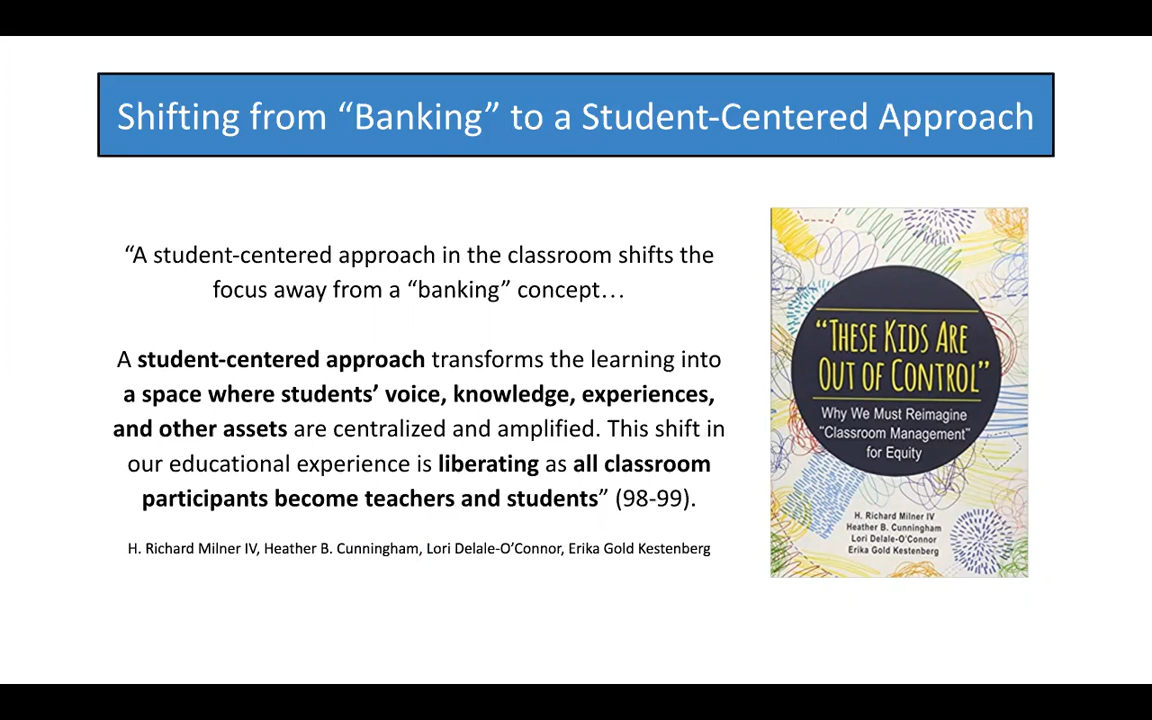 Shifting from “Banking” to a Student-Centered Approach
“A student-centered approach in the classroom shifts the
focus away from a “banking” concept…
A student-centered approach transforms the learning into
a space where students’ voice, knowledge, experiences,
and other assets are centralized and amplified. This shift in
our educational experience is liberating as all classroom
participants become teachers and students” (98-99).
H. Richard Milner IV, Heather B. Cunningham, Lori Delale-O’Connor, Erika Gold Kestenberg
“THESE KIDS ARE
OUT OF CONTROL”
Why We Must Reimagine
“Classroom Management”
for Equity
H. Richard Milner IV
Heather B. Cunningham
Lori Delale-O’Connor
Erika Gold Kestenberg